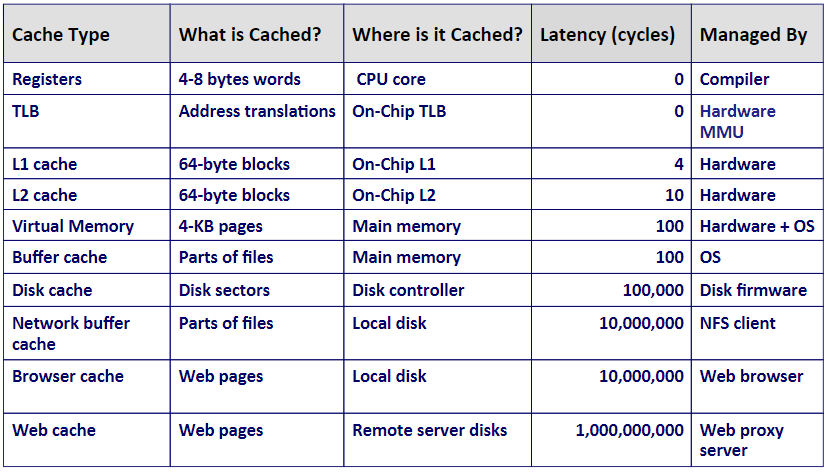 Cache Type What is Cached? Where is it Cached? Latency (cycles) Managed By
Registers 4-8 bytes words CPU core 0 Compiler
TLB Address translations On-Chip TLB 0 Hardware
MMU
L1 cache 64-byte blocks On-Chip L1 4 Hardware
L2 cache 64-byte blocks On-Chip L2 10 Hardware
Virtual Memory 4-KB pages Main memory 100 Hardware + OS
Buffer cache Parts of files Main memory 100 OS
Disk cache Disk sectors Disk controller 100,000 Disk firmware
Network buffer Parts of files Local disk 10,000,000 NFS client
cache
Browser cache Web pages Local disk 10,000,000 Web browser
Web cache Web pages Remote server disks 1,000,000,000 Web proxy
server